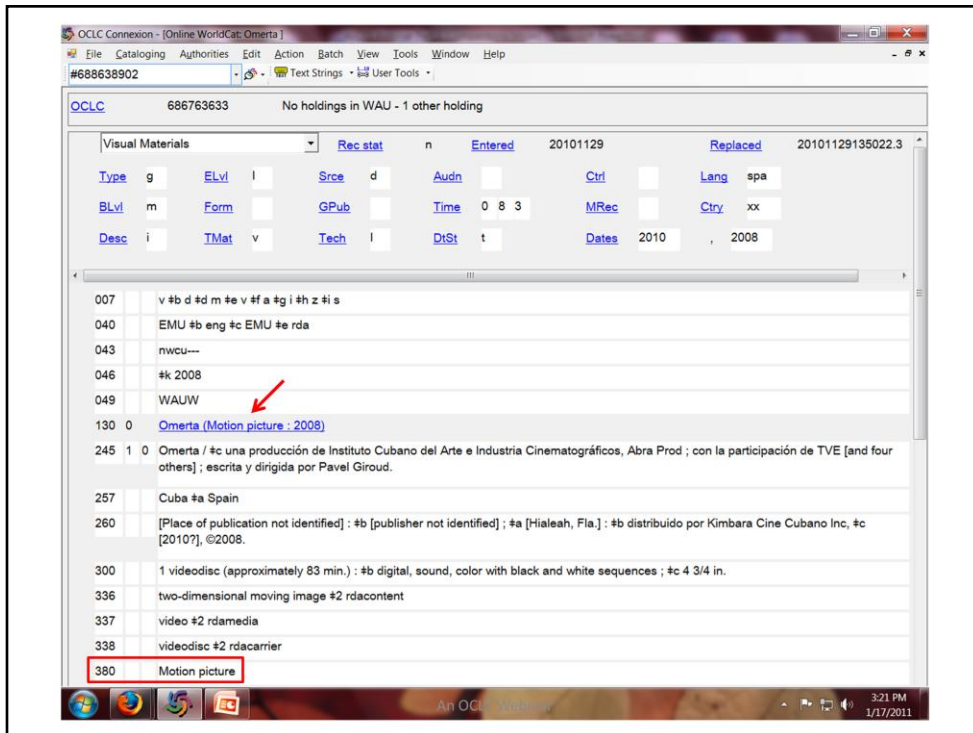 OCLC Connexion - [Online WorldCat: Omerta ]
File Cataloging Authorities Edit Action Batch View Tools Window Help
#688638902 Text Strings User Tools
OCLC 686763633 No holdings in WAU - 1 other holding
Visual Materials Rec stat n Entered 20101129 Replaced 20101129135022.3
Type g ELvl I Srce d Audn Ctrl Lang spa
BLvl m Form GPub Time 0 8 3 MRec Ctry xx
Desc i TMat v Tech l DtSt t Dates 2010 , 2008
007 v ‡b d ‡d m ‡e v ‡f a ‡g i ‡h z ‡i s
040 EMU ‡b eng ‡c EMU ‡e rda
043 nwcu---
046 ‡k 2008
049 WAUW
130 0 Omerta (Motion picture : 2008)
245 1 0 Omerta / ‡c una producción de Instituto Cubano del Arte e Industria Cinematográficos, Abra Prod ; con la participación de TVE [and four
others] ; escrita y dirigida por Pavel Giroud.
257 Cuba ‡a Spain
260 [Place of publication not identified] : ‡b [publisher not identified] ; ‡a [Hialeah, Fla.] : ‡b distribuido por Kimbara Cine Cubano Inc, ‡c
[2010?], ©2008.
300 1 videodisc (approximately 83 min.) : ‡b digital, sound, color with black and white sequences ; ‡c 4 3/4 in.
336 two-dimensional moving image ‡2 rdacontent
337 video ‡2 rdamedia
338 videodisc ‡2 rdacarrier
380 Motion picture
An OCLC Webinar
3:21 PM
1/17/2011